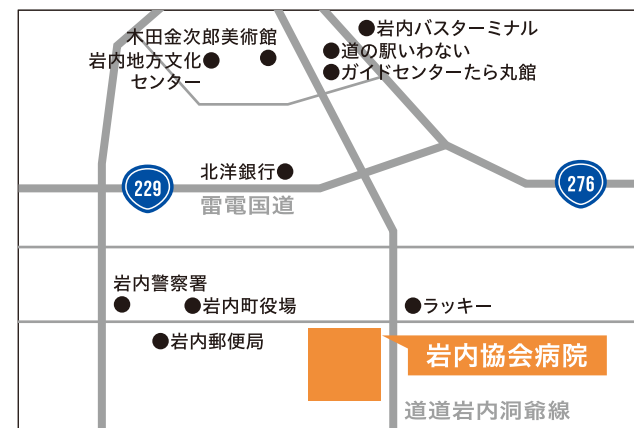 岩内バスターミナル
木田金次郎美術館
道の駅いわない
岩内地方文化
センター
ガイドセンターたら丸館
北洋銀行
229
276
雷電国道
岩内警察署
岩内町役場
ラッキー
岩内郵便局
岩内協会病院
道道岩内洞爺線